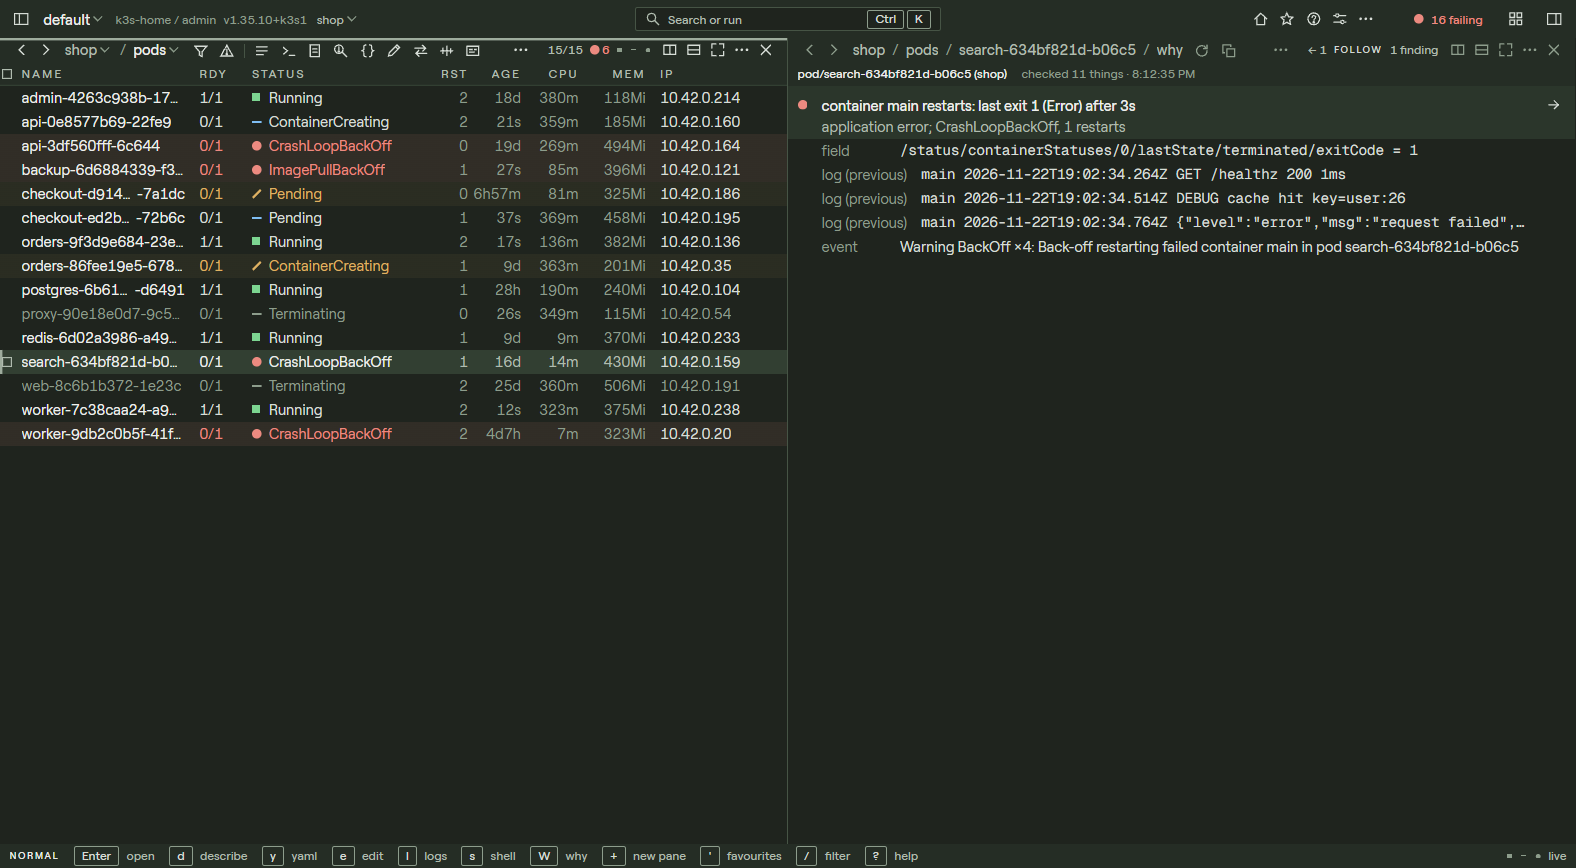 default k3s-home / admin v1.35.10+k3s1 shop Search or run Ctrl K 16 failing
shop / pods 15/15 6
NAME RDY STATUS RST AGE CPU MEM IP
admin-4263c938b-17… 1/1 Running 2 18d 380m 118Mi 10.42.0.214
api-0e8577b69-22fe9 0/1 ContainerCreating 2 21s 359m 185Mi 10.42.0.160
api-3df560fff-6c644 0/1 CrashLoopBackOff 0 19d 269m 494Mi 10.42.0.164
backup-6d6884439-f3… 0/1 ImagePullBackOff 1 27s 85m 396Mi 10.42.0.121
checkout-d914… -7a1dc 0/1 Pending 0 6h57m 81m 325Mi 10.42.0.186
checkout-ed2b… -72b6c 0/1 Pending 1 37s 369m 458Mi 10.42.0.195
orders-9f3d9e684-23e… 1/1 Running 2 17s 136m 382Mi 10.42.0.136
orders-86fee19e5-678… 0/1 ContainerCreating 1 9d 363m 201Mi 10.42.0.35
postgres-6b61… -d6491 1/1 Running 1 28h 190m 240Mi 10.42.0.104
proxy-90e18e0d7-9c5… 0/1 Terminating 0 26s 349m 115Mi 10.42.0.54
redis-6d02a3986-a49… 1/1 Running 1 9d 9m 370Mi 10.42.0.233
search-634bf821d-b0… 0/1 CrashLoopBackOff 1 16d 14m 430Mi 10.42.0.159
web-8c6b1b372-1e23c 0/1 Terminating 2 25d 360m 506Mi 10.42.0.191
worker-7c38caa24-a9… 1/1 Running 2 12s 323m 375Mi 10.42.0.238
worker-9db2c0b5f-41f… 0/1 CrashLoopBackOff 2 4d7h 7m 323Mi 10.42.0.20
shop / pods / search-634bf821d-b06c5 / why ←1 FOLLOW 1 finding
pod/search-634bf821d-b06c5 (shop) checked 11 things · 8:12:35 PM
container main restarts: last exit 1 (Error) after 3s
application error; CrashLoopBackOff, 1 restarts
field /status/containerStatuses/0/lastState/terminated/exitCode = 1
log (previous) main 2026-11-22T19:02:34.264Z GET /healthz 200 1ms
log (previous) main 2026-11-22T19:02:34.514Z DEBUG cache hit key=user:26
log (previous) main 2026-11-22T19:02:34.764Z {"level":"error","msg":"request failed",…
event Warning BackOff ×4: Back-off restarting failed container main in pod search-634bf821d-b06c5
NORMAL Enter open d describe y yaml e edit l logs s shell W why + new pane ' favourites / filter ? help live